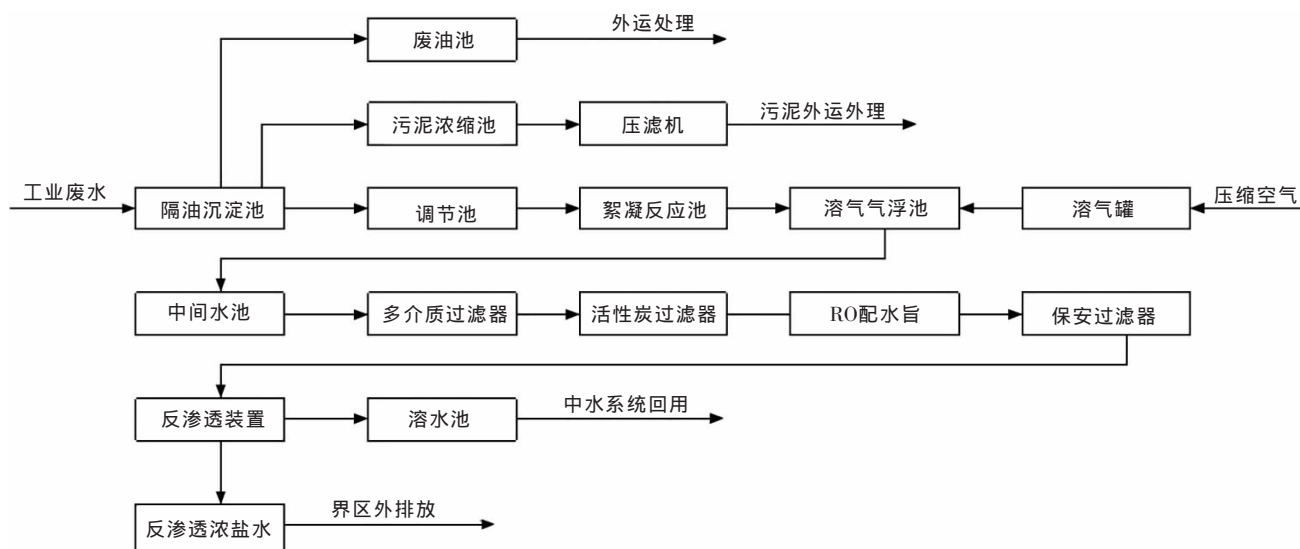 废油池
外运处理
污泥浓缩池
压滤机
污泥外运外理
工业废水
隔油沉淀池
调节池
絮凝反应池
溶气气浮池
溶气罐
压缩空气
中间水池
多介质过滤器
活性炭过滤器
RO配水旨
保安过滤器
反渗透装置
溶水池
中水系统回用
反渗透浓盐水
界区外排放